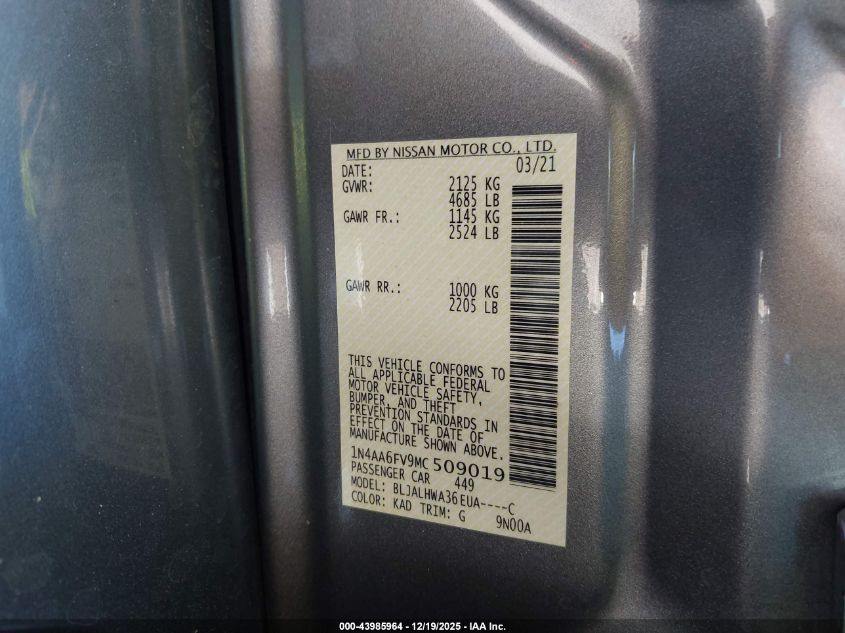 MFD BY NISSAN MOTOR CO., LTD.
DATE: 03/21
GVWR: 2125 KG
4685 LB
GAWR FR.: 1145 KG
2524 LB
GAWR RR.: 1000 KG
2205 LB
THIS VEHICLE CONFORMS TO
ALL APPLICABLE FEDERAL
MOTOR VEHICLE SAFETY,
BUMPER, AND THEFT
PREVENTION STANDARDS IN
EFFECT ON THE DATE OF
MANUFACTURE SHOWN ABOVE.
1N4AA6FV9MC 509019
PASSENGER CAR 449
MODEL: BLJALHWA36EUA----C
COLOR: KAD TRIM: G 9N00A
000-43985964 - 12/19/2025 - IAA Inc.